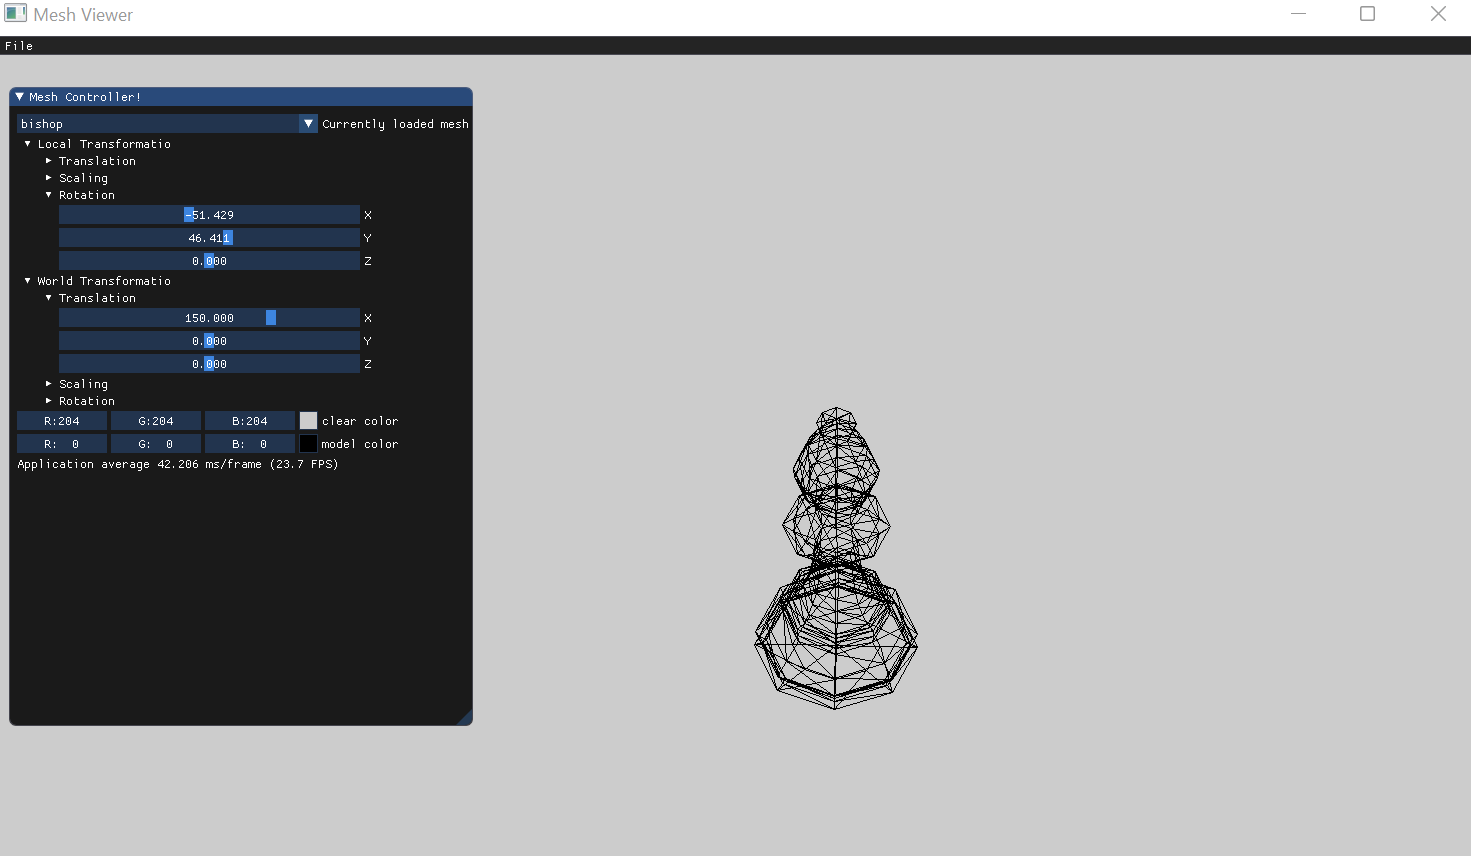 Mesh Viewer
File
Mesh Controller!
bishop Currently loaded mesh
Local Transformatio
Translation
Scaling
Rotation
-51.429 X
46.411 Y
0.000 Z
World Transformatio
Translation
150.000 X
0.000 Y
0.000 Z
Scaling
Rotation
R:204 G:204 B:204 clear color
R: 0 G: 0 B: 0 model color
Application average 42.206 ms/frame (23.7 FPS)